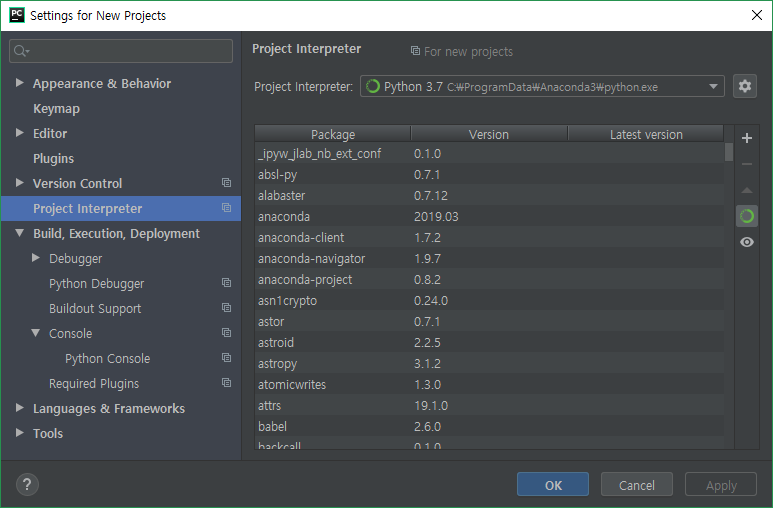 PC Settings for New Projects
Project Interpreter For new projects
Appearance & Behavior
Keymap
Editor
Plugins
Version Control
Project Interpreter
Build, Execution, Deployment
Debugger
Python Debugger
Buildout Support
Console
Python Console
Required Plugins
Languages & Frameworks
Tools
Project Interpreter: Python 3.7 C:₩ProgramData₩Anaconda3₩python.exe
Package Version Latest version
_ipyw_jlab_nb_ext_conf 0.1.0
absl-py 0.7.1
alabaster 0.7.12
anaconda 2019.03
anaconda-client 1.7.2
anaconda-navigator 1.9.7
anaconda-project 0.8.2
asn1crypto 0.24.0
astor 0.7.1
astroid 2.2.5
astropy 3.1.2
atomicwrites 1.3.0
attrs 19.1.0
babel 2.6.0
backcall 0.1.0
? OK Cancel Apply